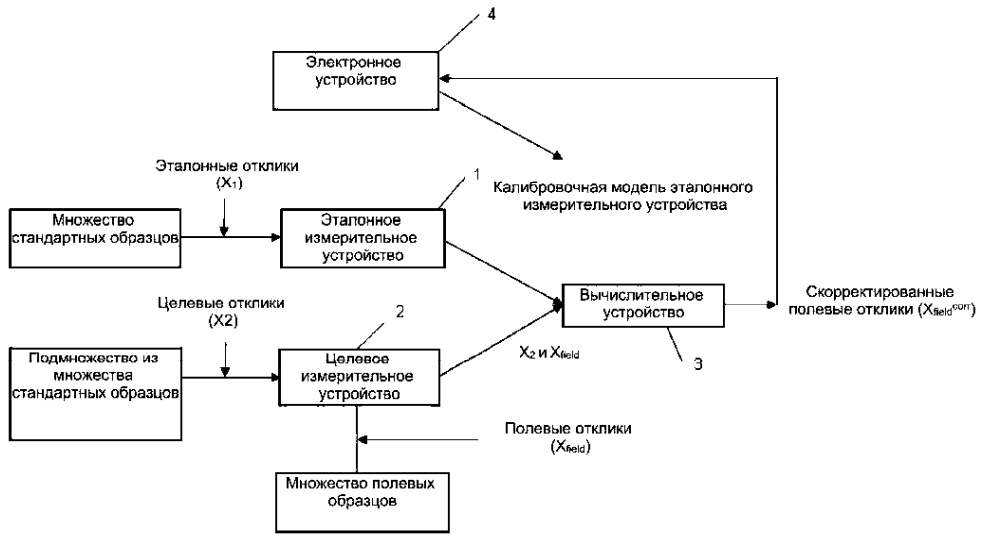 4
Электронное
устройство
Эталонные отклики
(X₁)
1
Калибровочная модель эталонного
измерительного устройства
Множество
стандартных образцов
Эталонное
измерительное
устройство
Целевые отклики
(X2)
2
Вычислительное
устройство
Скорректированные
полевые отклики (Xfieldcorr)
Подмножество из
множества
стандартных образцов
Целевое
измерительное
устройство
X₂ и Xfield
3
Полевые отклики
(Xfield)
Множество полевых
образцов